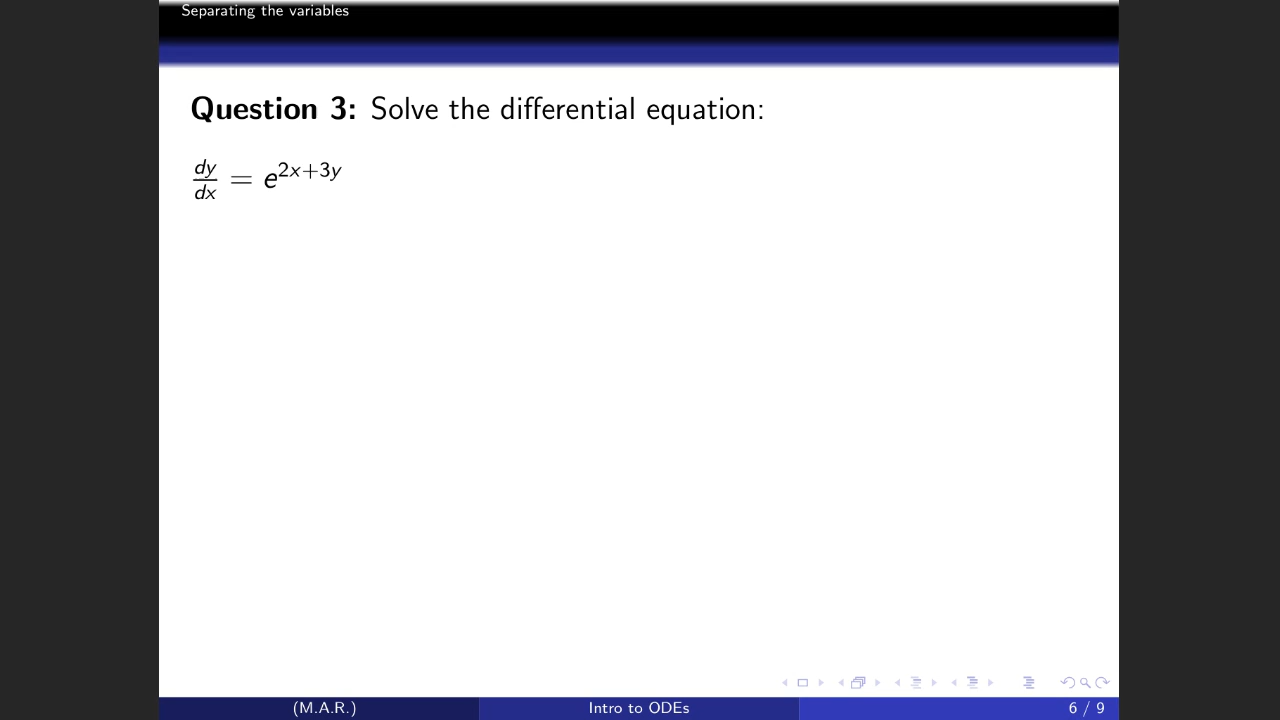 Separating the variables
Question 3: Solve the differential equation:
dy/dx = e^{2x+3y}
(M.A.R.) Intro to ODEs 6 / 9